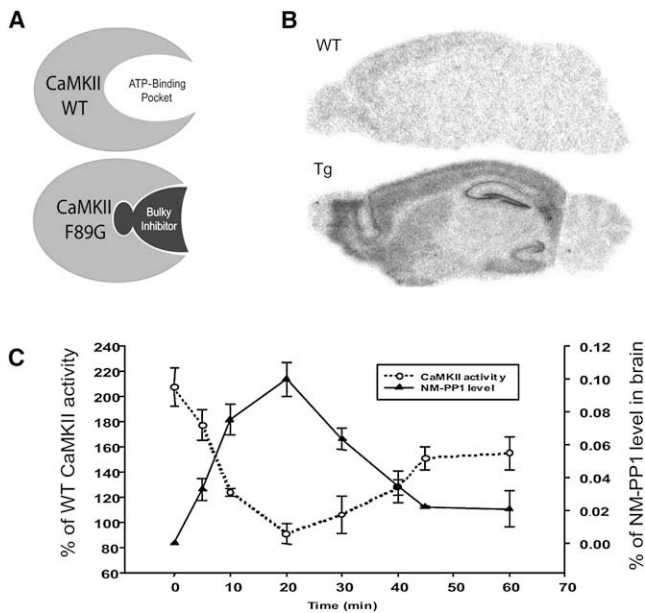 A
CaMKII
WT
ATP-Binding
Pocket
CaMKII
F89G
Bulky
Inhibitor
B
WT
Tg
C
% of WT CaMKII activity
240
220
200
180
160
140
120
100
80
60
CaMKII activity
NM-PP1 level
0.12
0.10
0.08
0.06
0.04
0.02
0.00
% of NM-PP1 level in brain
0 10 20 30 40 50 60 70
Time (min)